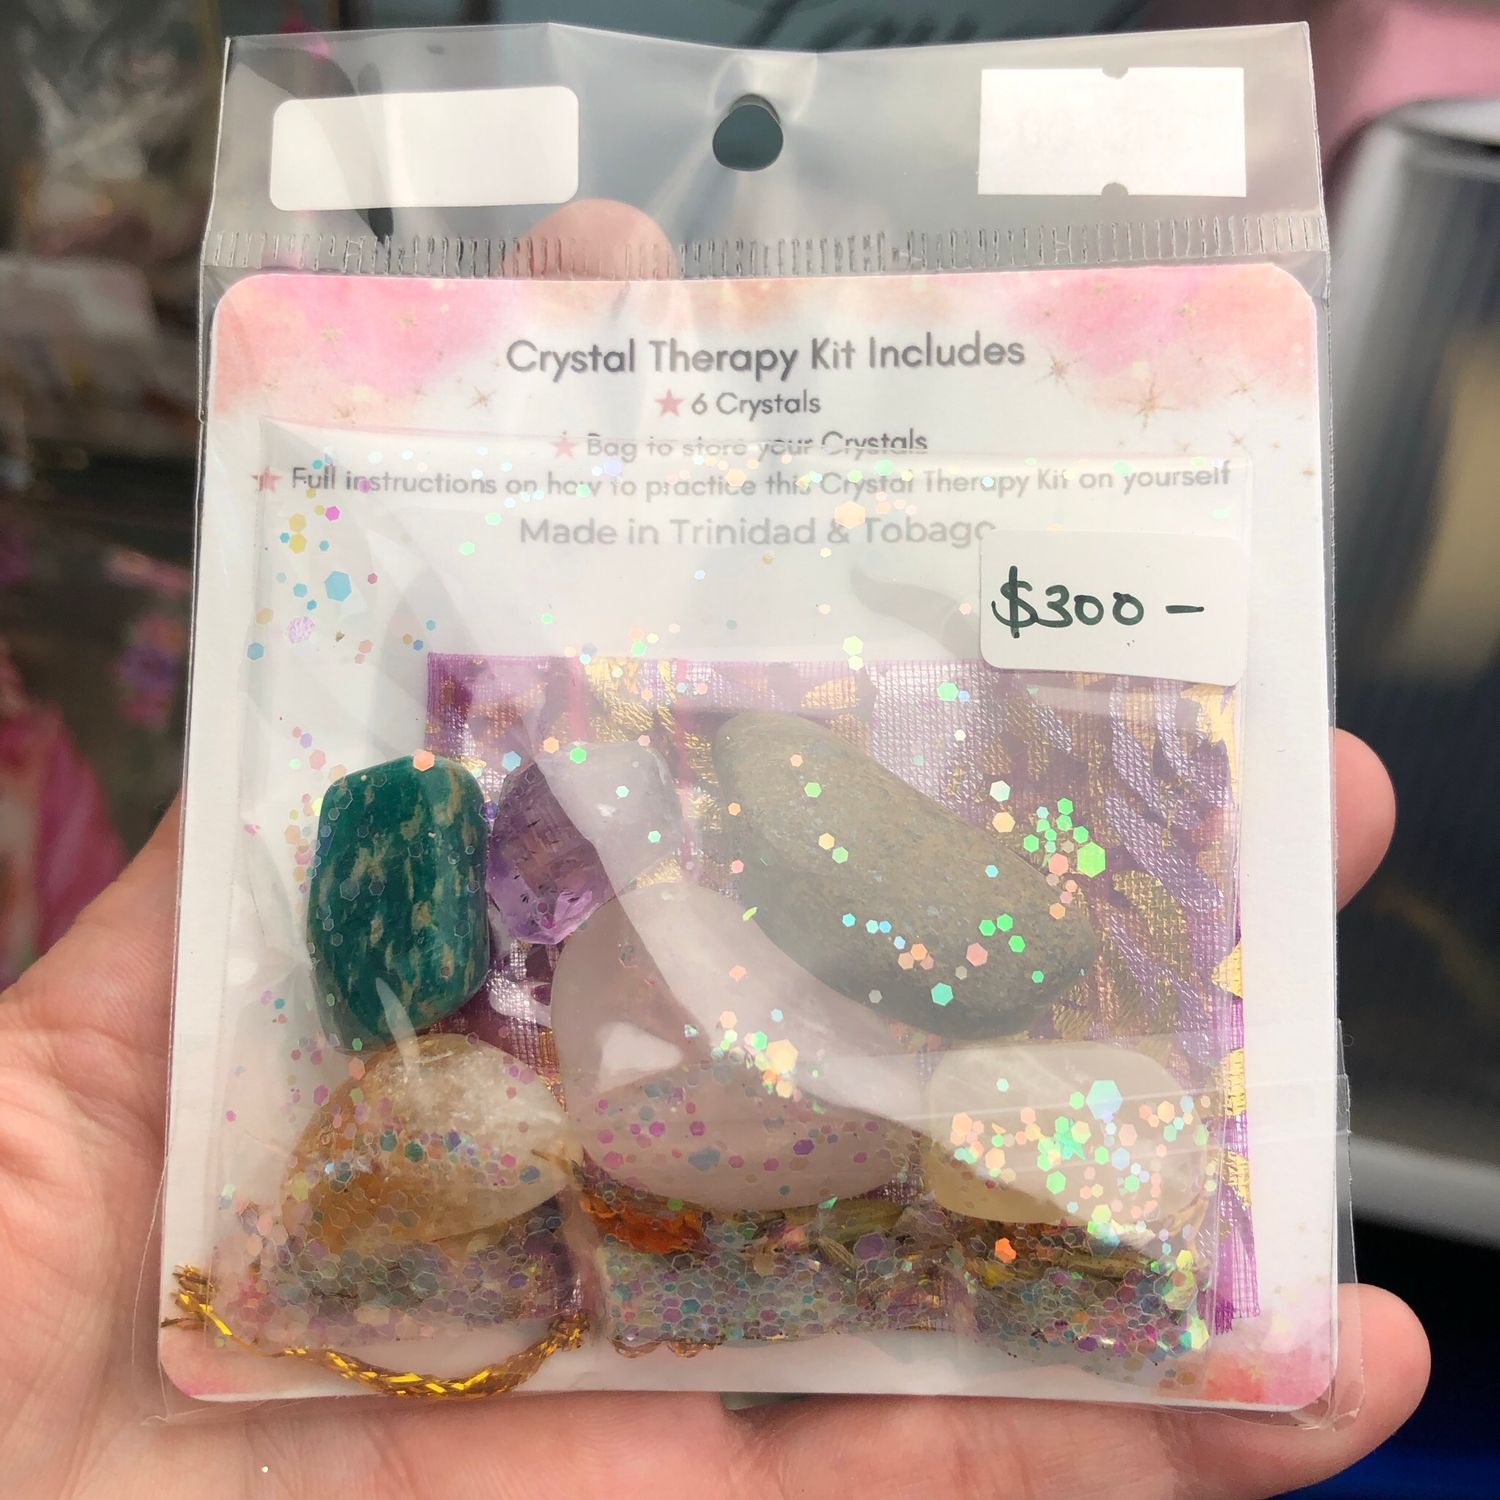 Crystal Therapy Kit Includes
★ 6 Crystals
★ Bag to store your Crystals
★ Full instructions on how to practice this Crystal Therapy Kit on yourself
Made in Trinidad & Tobago
$300 –